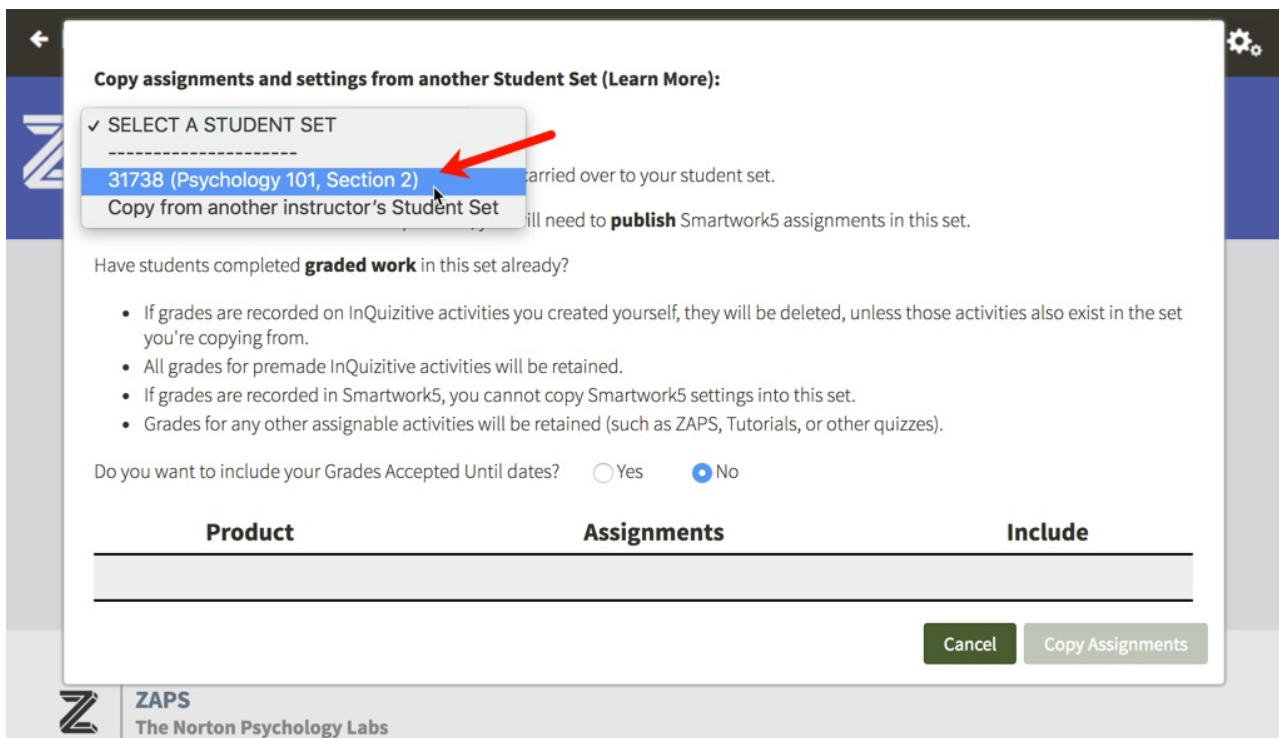 Copy assignments and settings from another Student Set (Learn More):
✓ SELECT A STUDENT SET
---------------------
31738 (Psychology 101, Section 2)
carried over to your student set.
Copy from another instructor's Student Set
ill need to publish Smartwork5 assignments in this set.
Have students completed graded work in this set already?
• If grades are recorded on InQuizitive activities you created yourself, they will be deleted, unless those activities also exist in the set
you're copying from.
• All grades for premade InQuizitive activities will be retained.
• If grades are recorded in Smartwork5, you cannot copy Smartwork5 settings into this set.
• Grades for any other assignable activities will be retained (such as ZAPS, Tutorials, or other quizzes).
Do you want to include your Grades Accepted Until dates? Yes No
Product Assignments Include
Cancel Copy Assignments
ZAPS
The Norton Psychology Labs